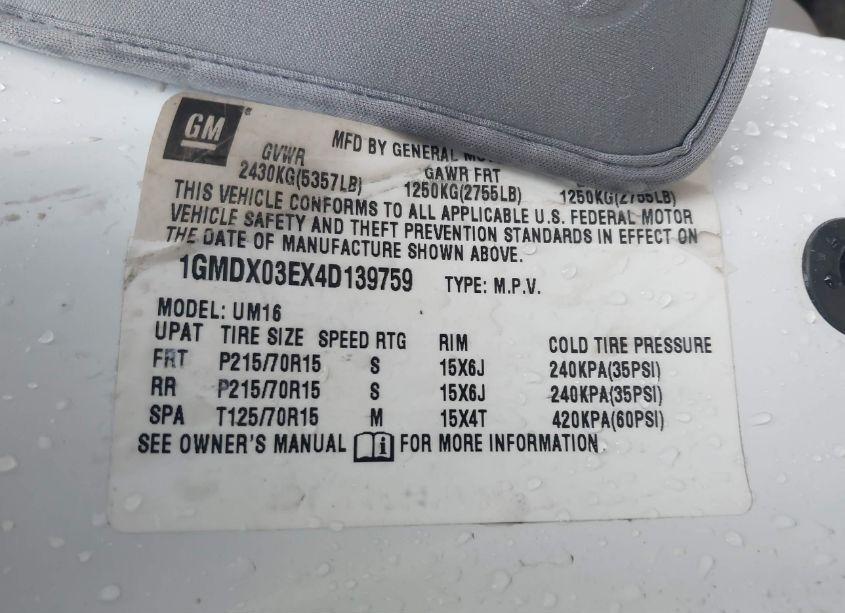 GM
MFD BY GENERAL
GVWR GAWR FRT
2430KG(5357LB) 1250KG(2755LB) 1250KG(2755LB)
THIS VEHICLE CONFORMS TO ALL APPLICABLE U.S. FEDERAL MOTOR
VEHICLE SAFETY AND THEFT PREVENTION STANDARDS IN EFFECT ON
THE DATE OF MANUFACTURE SHOWN ABOVE.
1GMDX03EX4D139759 TYPE: M.P.V.
MODEL: UM16
UPAT TIRE SIZE SPEED RTG RIM COLD TIRE PRESSURE
FRT P215/70R15 S 15X6J 240KPA(35PSI)
RR P215/70R15 S 15X6J 240KPA(35PSI)
SPA T125/70R15 M 15X4T 420KPA(60PSI)
SEE OWNER'S MANUAL FOR MORE INFORMATION.